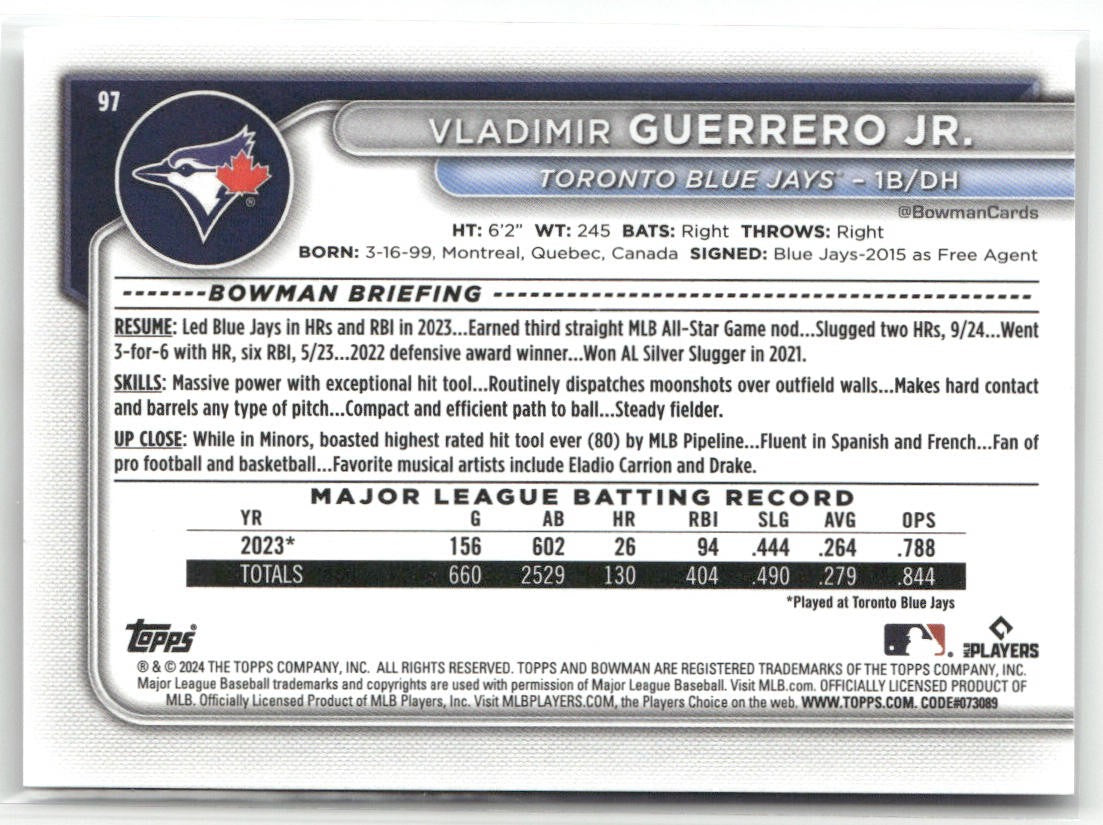 97
VLADIMIR GUERRERO JR.
TORONTO BLUE JAYS® – 1B/DH
@BowmanCards
HT: 6'2" WT: 245 BATS: Right THROWS: Right
BORN: 3-16-99, Montreal, Quebec, Canada SIGNED: Blue Jays-2015 as Free Agent
BOWMAN BRIEFING
RESUME: Led Blue Jays in HRs and RBI in 2023...Earned third straight MLB All-Star Game nod...Slugged two HRs, 9/24...Went
3-for-6 with HR, six RBI, 5/23...2022 defensive award winner...Won AL Silver Slugger in 2021.
SKILLS: Massive power with exceptional hit tool...Routinely dispatches moonshots over outfield walls...Makes hard contact
and barrels any type of pitch...Compact and efficient path to ball...Steady fielder.
UP CLOSE: While in Minors, boasted highest rated hit tool ever (80) by MLB Pipeline...Fluent in Spanish and French...Fan of
pro football and basketball...Favorite musical artists include Eladio Carrion and Drake.
MAJOR LEAGUE BATTING RECORD
YR G AB HR RBI SLG AVG OPS
2023* 156 602 26 94 .444 .264 .788
TOTALS 660 2529 130 404 .490 .279 .844
*Played at Toronto Blue Jays
Topps®
MLB PLAYERS
® & © 2024 THE TOPPS COMPANY, INC. ALL RIGHTS RESERVED. TOPPS AND BOWMAN ARE REGISTERED TRADEMARKS OF THE TOPPS COMPANY, INC.
Major League Baseball trademarks and copyrights are used with permission of Major League Baseball. Visit MLB.com. OFFICIALLY LICENSED PRODUCT OF
MLB. Officially Licensed Product of MLB Players, Inc. Visit MLBPLAYERS.COM, the Players Choice on the web. WWW.TOPPS.COM. CODE#073089